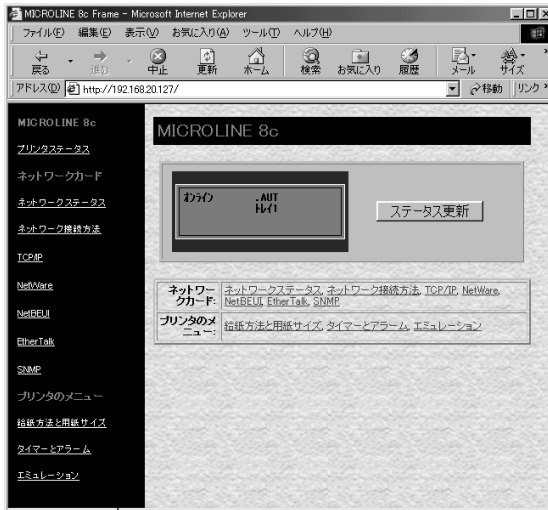 MICROLINE 8c Frame - Microsoft Internet Explorer
ファイル(F) 編集(E) 表示(V) お気に入り(A) ツール(T) ヘルプ(H)
戻る 進む 中止 更新 ホーム 検索 お気に入り 履歴 メール サイズ
アドレス(D) http://192.168.20.127/ 移動 リンク
MICROLINE 8c
プリンタステータス
ネットワークカード
ネットワークステータス
ネットワーク接続方法
TCP/IP
NetWare
NetBEUI
EtherTalk
SNMP
プリンタのメニュー
給紙方法と用紙サイズ
タイマーとアラーム
エミュレーション
MICROLINE 8c
オンライン .AUT
トレイ1
ステータス更新
ネットワー ネットワークステータス, ネットワーク接続方法, TCP/IP, NetWare,
クカード: NetBEUI, EtherTalk, SNMP
プリンタのメ 給紙方法と用紙サイズ, タイマーとアラーム, エミュレーション
ニュー: